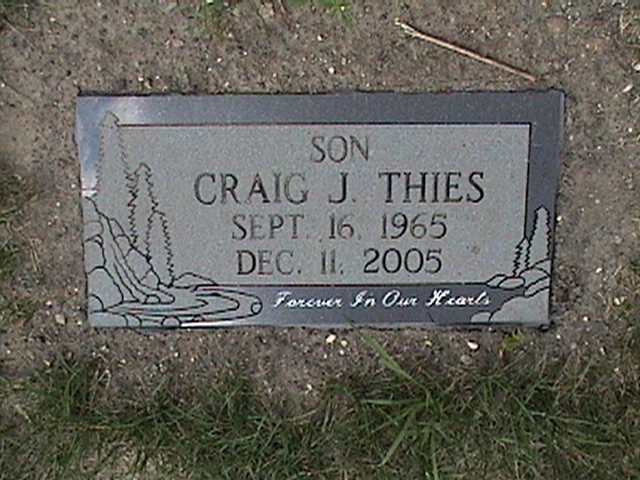 SON
CRAIG J. THIES
SEPT. 16, 1965
DEC. 11, 2005
Forever In Our Hearts